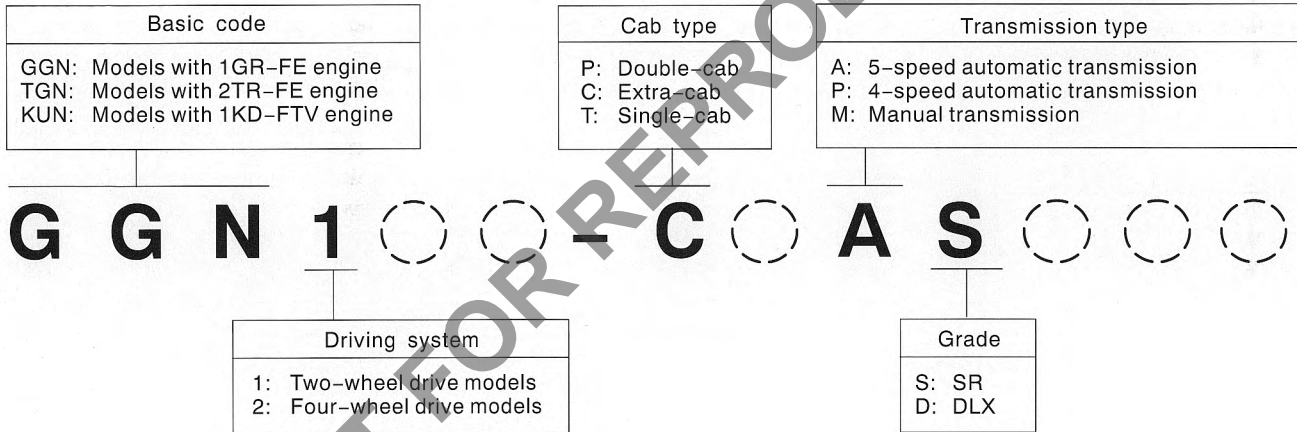 Basic code
GGN: Models with 1GR-FE engine
TGN: Models with 2TR-FE engine
KUN: Models with 1KD-FTV engine
Cab type
P: Double-cab
C: Extra-cab
T: Single-cab
Transmission type
A: 5-speed automatic transmission
P: 4-speed automatic transmission
M: Manual transmission
G G N 1 - C A S
Driving system
1: Two-wheel drive models
2: Four-wheel drive models
Grade
S: SR
D: DLX